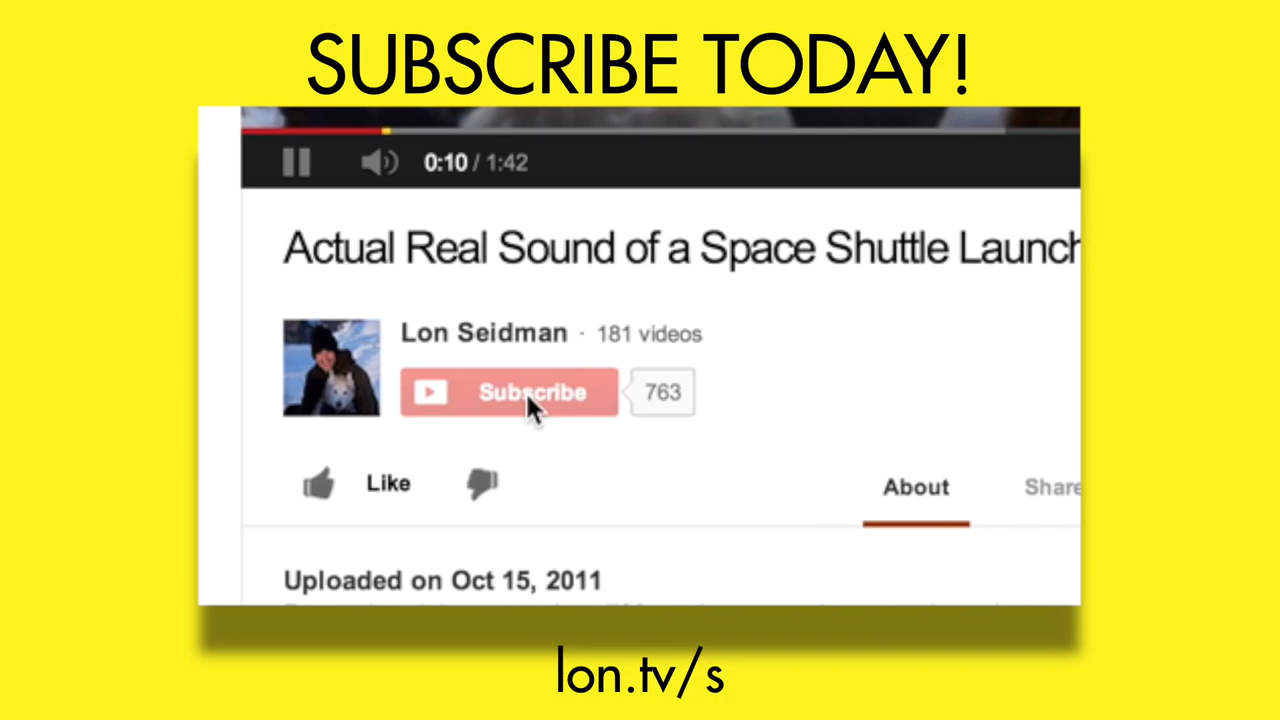 SUBSCRIBE TODAY!
0:10 / 1:42
Actual Real Sound of a Space Shuttle Launch
Lon Seidman · 181 videos
Subscribe 763
Like
About Share
Uploaded on Oct 15, 2011
lon.tv/s